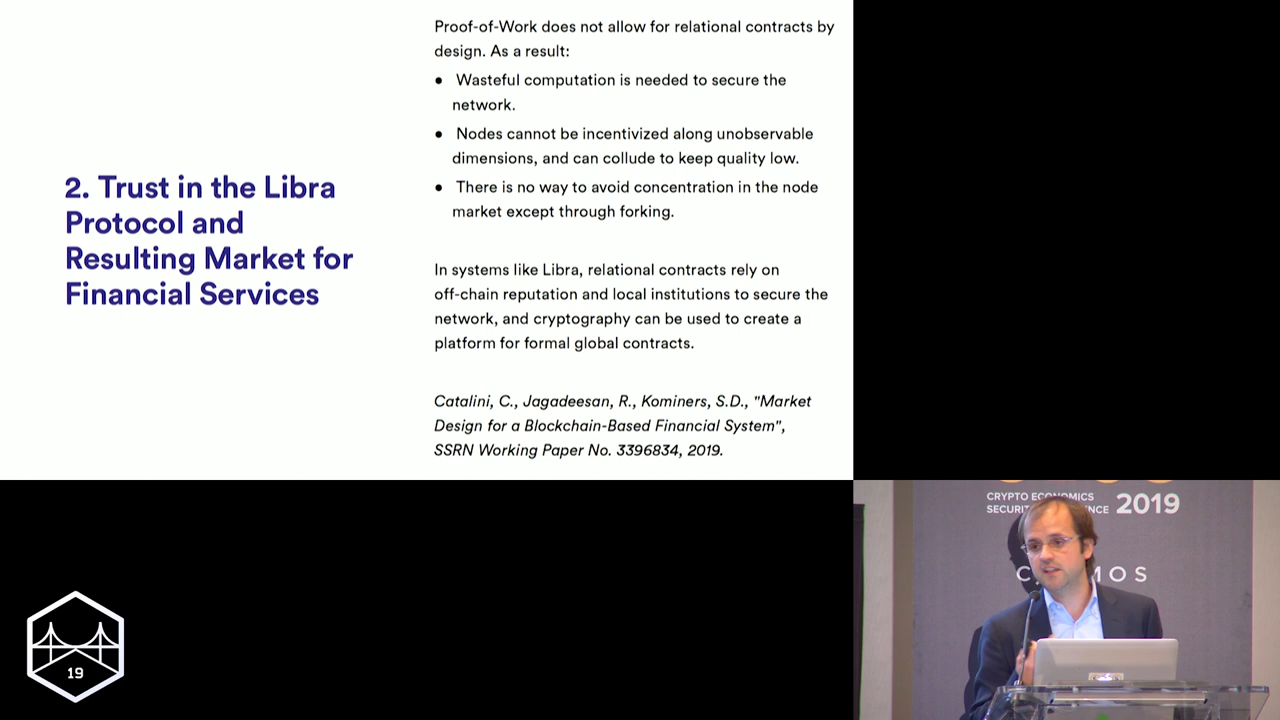 Proof-of-Work does not allow for relational contracts by
design. As a result:
● Wasteful computation is needed to secure the
network.
● Nodes cannot be incentivized along unobservable
dimensions, and can collude to keep quality low.
● There is no way to avoid concentration in the node
market except through forking.
2. Trust in the Libra
Protocol and
Resulting Market for
Financial Services
In systems like Libra, relational contracts rely on
off-chain reputation and local institutions to secure the
network, and cryptography can be used to create a
platform for formal global contracts.
Catalini, C., Jagadeesan, R., Kominers, S.D., "Market
Design for a Blockchain-Based Financial System",
SSRN Working Paper No. 3396834, 2019.
CRYPTO ECONOMICS
SECURITY 2019
19